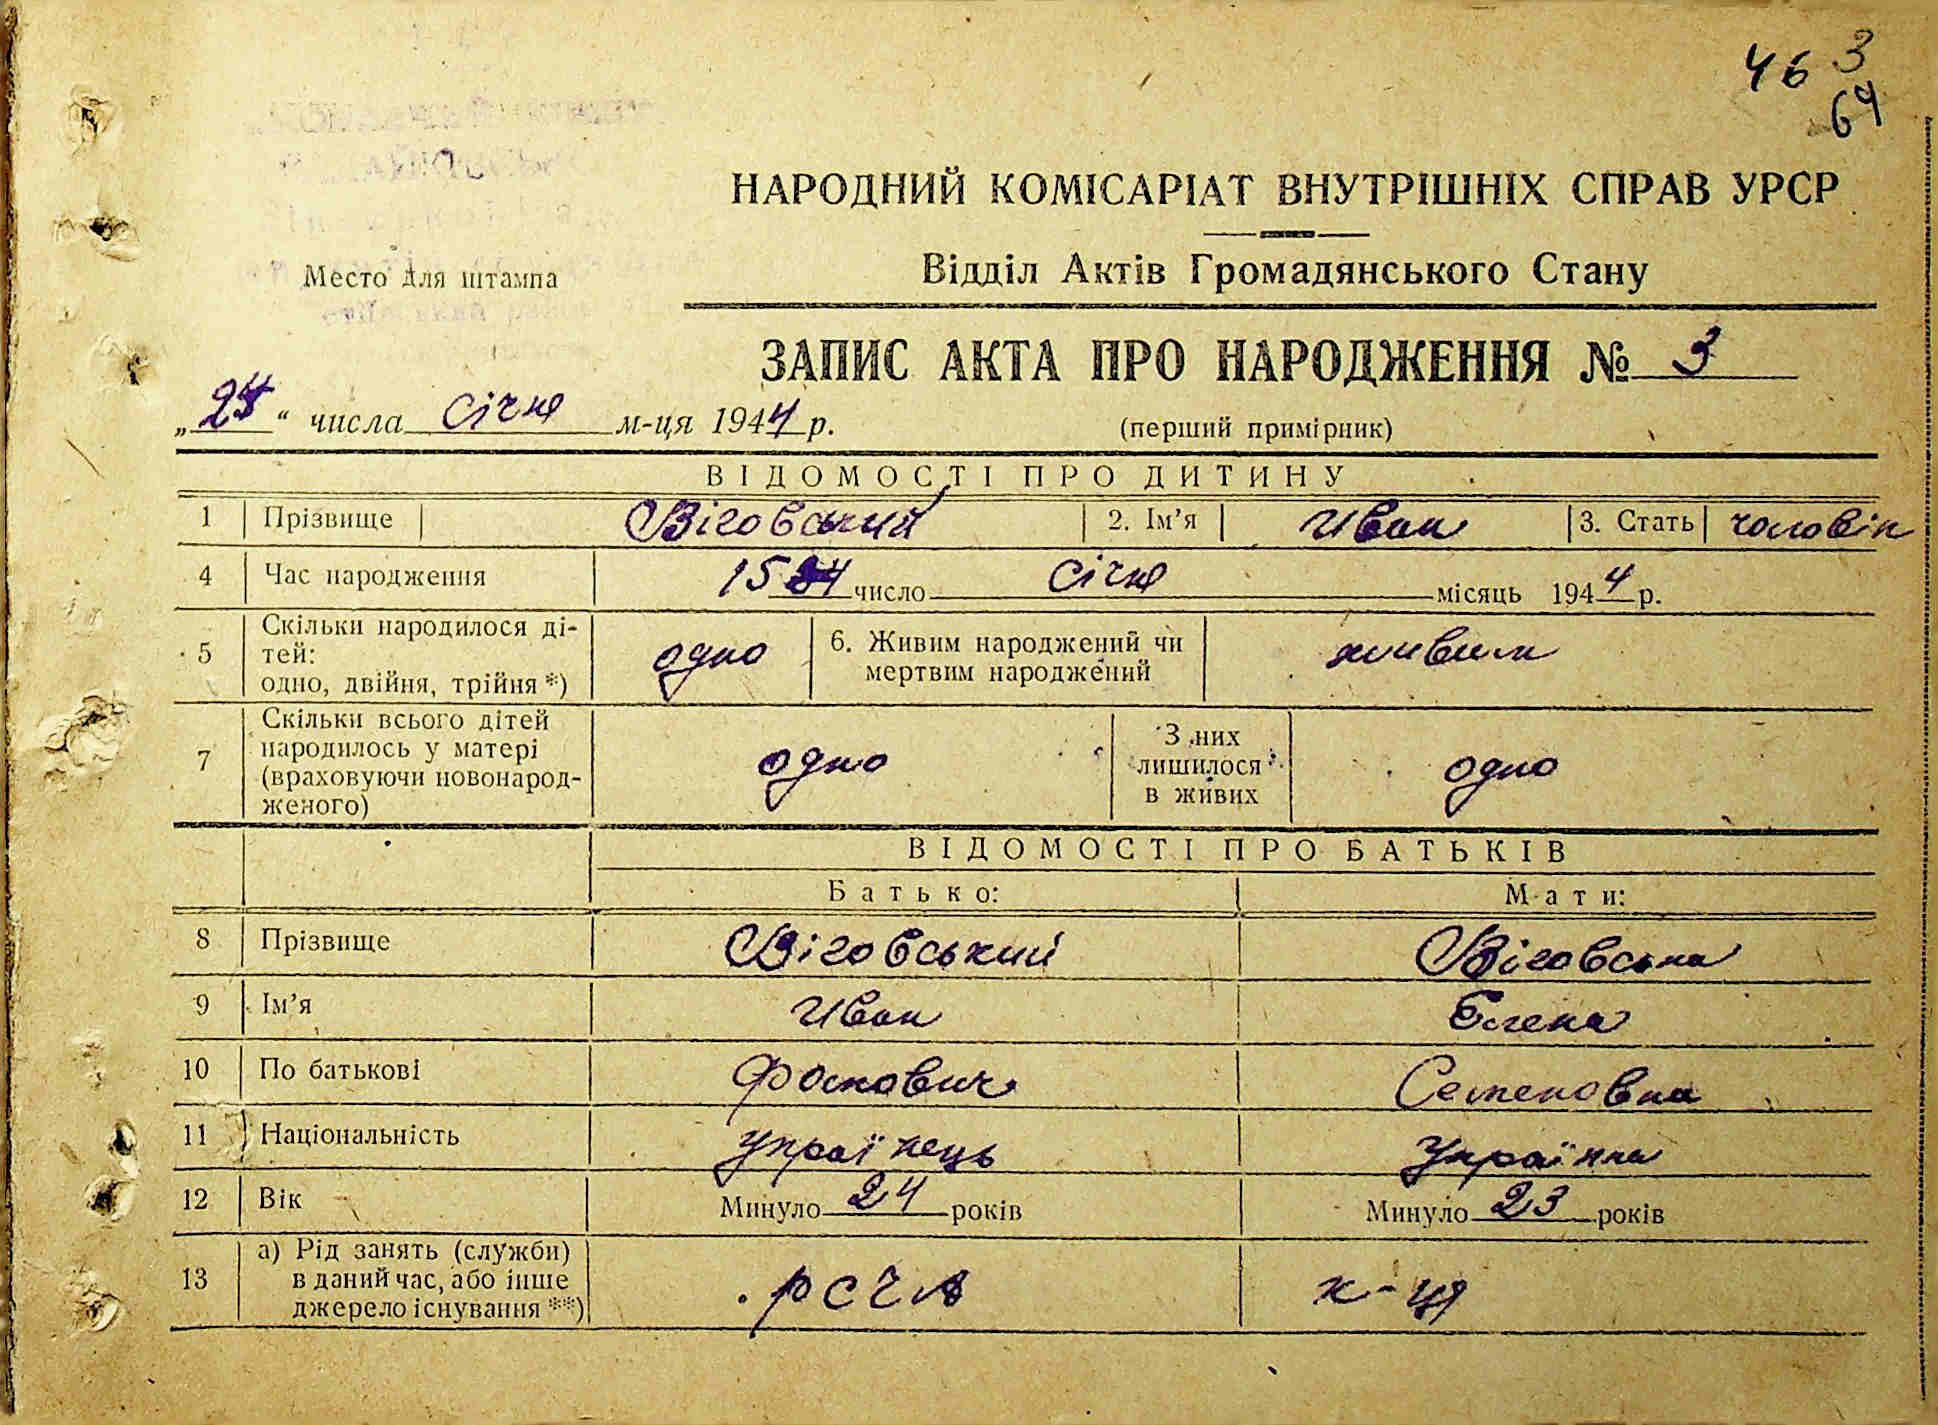 46 3
64
НАРОДНИЙ КОМІСАРІАТ ВНУТРІШНІХ СПРАВ УРСР
Відділ Актів Громадянського Стану
Место для штампа
ЗАПИС АКТА ПРО НАРОДЖЕННЯ № 3
„24“ числа січня м-ця 1944 р.
(перший примірник)
ВІДОМОСТІ ПРО ДИТИНУ
1 Прізвище Віговський 2. Ім’я Иван 3. Стать чоловік
4 Час народження 15 число січня місяць 1944 р.
5 Скільки народилося ді-
тей:
одно, двійня, трійня *) одно 6. Живим народжений чи
мертвим народжений живим
7 Скільки всього дітей
народилось у матері
(враховуючи новонарод-
женого) одно З них
лишилося
в живих одно
ВІДОМОСТІ ПРО БАТЬКІВ
Батько: Мати:
8 Прізвище Віговський Віговська
9 Ім’я Иван Елена
10 По батькові Семеновна
11 Національність українець українка
12 Вік Минуло 24 років Минуло 23 років
13 а) Рід занять (служби)
в даний час, або інше
джерело існування **) РСЧА к-ця